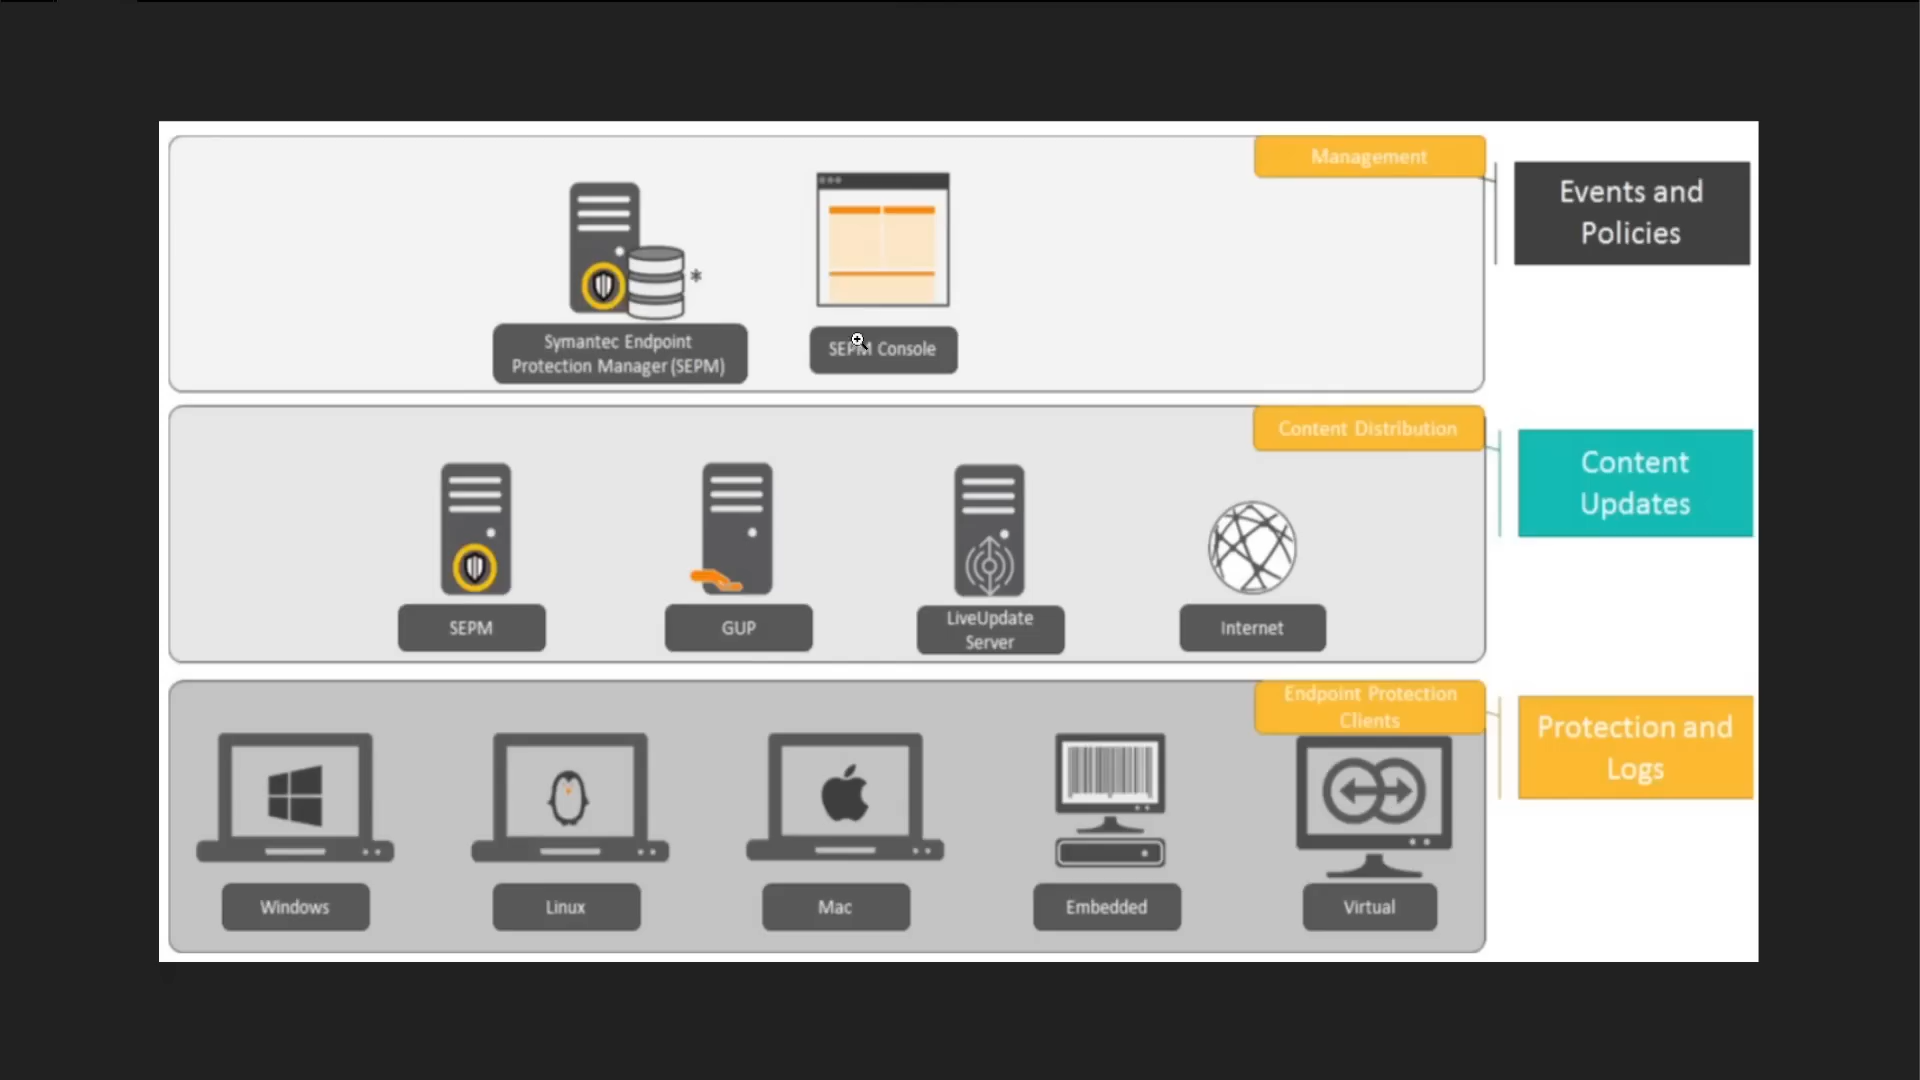 Management
Events and
Policies
*
Symantec Endpoint
Protection Manager (SEPM)
SEPM Console
Content Distribution
Content
Updates
SEPM
GUP
LiveUpdate
Server
Internet
Endpoint Protection
Clients
Protection and
Logs
Windows
Linux
Mac
Embedded
Virtual